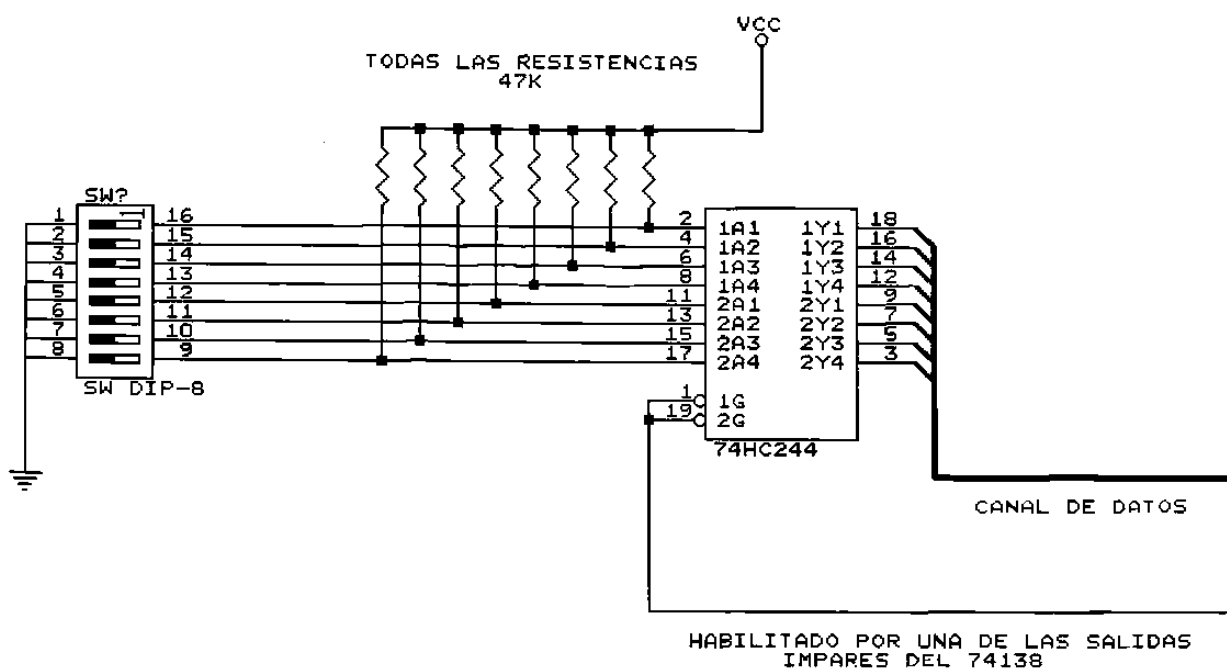 VCC
TODAS LAS RESISTENCIAS
47K
SW?
1 16
2 15
3 14
4 13
5 12
6 11
7 10
8 9
SW DIP-8
2 1A1 1Y1 18
4 1A2 1Y2 16
6 1A3 1Y3 14
8 1A4 1Y4 12
11 2A1 2Y1 9
13 2A2 2Y2 7
15 2A3 2Y3 5
17 2A4 2Y4 3
1 1G
19 2G
74HC244
CANAL DE DATOS
HABILITADO POR UNA DE LAS SALIDAS
IMPARES DEL 74138